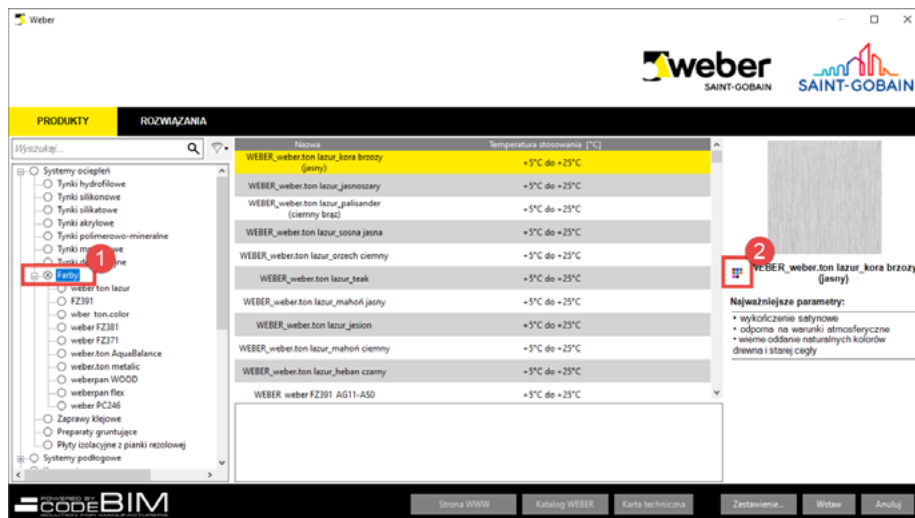 Weber
weber
SAINT-GOBAIN
SAINT-GOBAIN
PRODUKTY
ROZWIĄZANIA
Wyszukaj...
Systemy ociepleń
Tynki hydrofilowe
Tynki silikonowe
Tynki silikatowe
Tynki akrylowe
Tynki polimerowo-mineralne
Tynki
1
Farby
weber ton lazur
FZ391
wber ton.color
weber FZ381
weber FZ371
weber.ton AquaBalance
weber.ton metalic
weberpan WOOD
weberpan flex
weber PC246
Zaprawy klejowe
Preparaty gruntujące
Płyty izolacyjne z pianki rezolowej
Systemy podłogowe
Nazwa Temperatura stosowania [°C]
WEBER_weber.ton lazur_kora brzozy
(jasny) +5°C do +25°C
WEBER_weber.ton lazur_jasnoszary +5°C do +25°C
WEBER_weber.ton lazur_palisander
(ciemny brąz) +5°C do +25°C
WEBER_weber.ton lazur_sosna jasna +5°C do +25°C
WEBER_weber.ton lazur_orzech ciemny +5°C do +25°C
WEBER_weber.ton lazur_teak +5°C do +25°C
WEBER_weber.ton lazur_mahoń jasny +5°C do +25°C
WEBER_weber.ton lazur_jesion +5°C do +25°C
WEBER_weber.ton lazur_mahoń ciemny +5°C do +25°C
WEBER_weber.ton lazur_heban czarny +5°C do +25°C
WEBER weber FZ391 AG11-AS0 +5°C do +25°C
2
WEBER_weber.ton lazur_kora brzozy
(jasny)
Najważniejsze parametry:
• wykończenie satynowe
• odporna na warunki atmosferyczne
• wierne oddanie naturalnych kolorów
drewna i starej cegły
POWERED BY
CODEBIM
SOLUTION FOR MANUFACTURERS
Strona WWW
Katalog WEBER
Karta techniczna
Zestawienie...
Wstaw
Anuluj